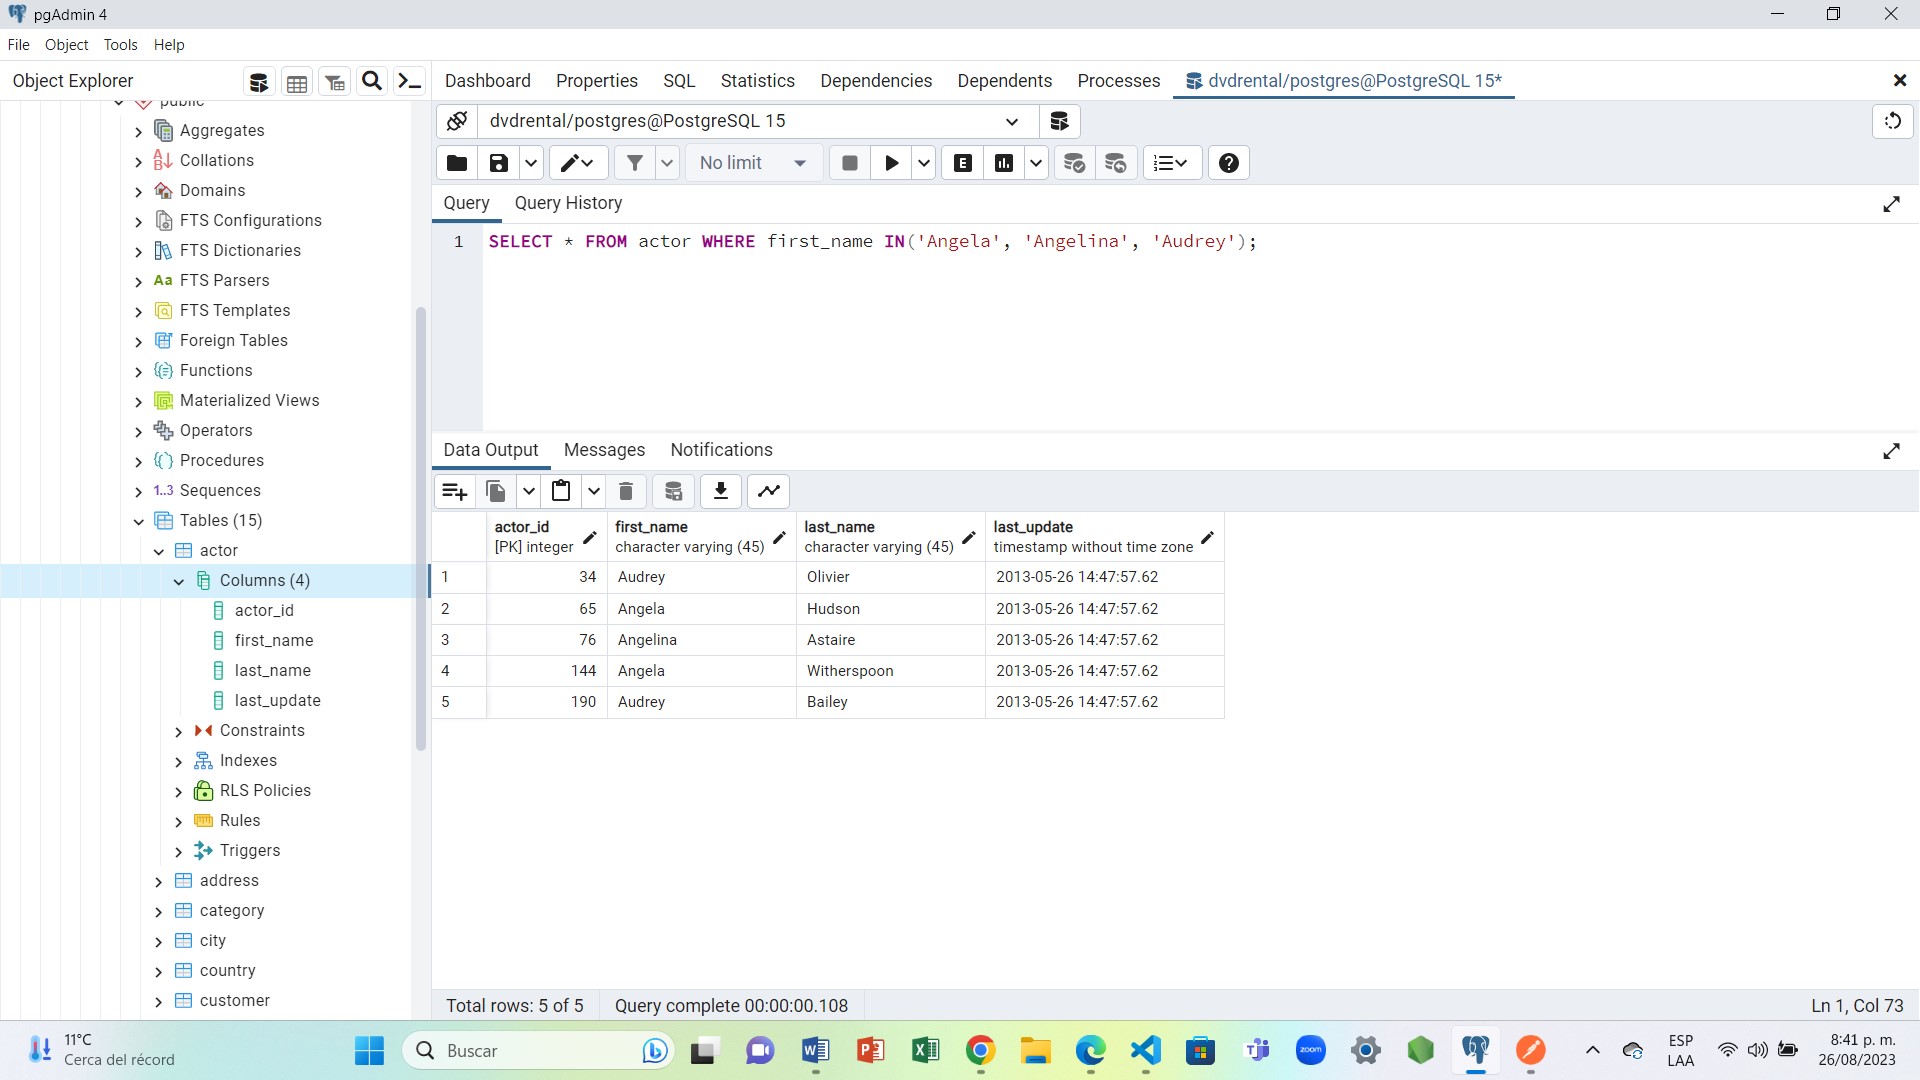 pgAdmin 4
File Object Tools Help
Object Explorer
Dashboard Properties SQL Statistics Dependencies Dependents Processes dvdrental/postgres@PostgreSQL 15*
public
Aggregates
Collations
Domains
FTS Configurations
FTS Dictionaries
Aa FTS Parsers
FTS Templates
Foreign Tables
Functions
Materialized Views
Operators
Procedures
1..3 Sequences
Tables (15)
actor
Columns (4)
actor_id
first_name
last_name
last_update
Constraints
Indexes
RLS Policies
Rules
Triggers
address
category
city
country
customer
dvdrental/postgres@PostgreSQL 15
No limit
E
Query Query History
1 SELECT * FROM actor WHERE first_name IN('Angela', 'Angelina', 'Audrey');
Data Output Messages Notifications
actor_id first_name last_name last_update
[PK] integer character varying (45) character varying (45) timestamp without time zone
1 34 Audrey Olivier 2013-05-26 14:47:57.62
2 65 Angela Hudson 2013-05-26 14:47:57.62
3 76 Angelina Astaire 2013-05-26 14:47:57.62
4 144 Angela Witherspoon 2013-05-26 14:47:57.62
5 190 Audrey Bailey 2013-05-26 14:47:57.62
Total rows: 5 of 5 Query complete 00:00:00.108 Ln 1, Col 73
11°C
Cerca del récord
Buscar
zoom
ESP
LAA
8:41 p. m.
26/08/2023